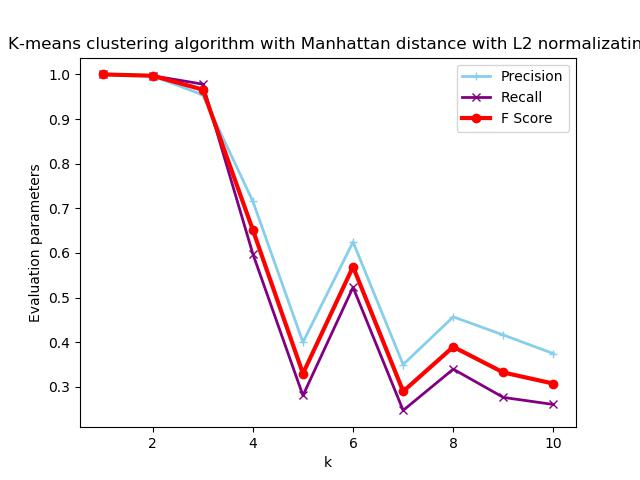 K-means clustering algorithm with Manhattan distance with L2 normalizatin
Precision
Recall
F Score
Evaluation parameters
1.0
0.9
0.8
0.7
0.6
0.5
0.4
0.3
2 4 6 8 10
k